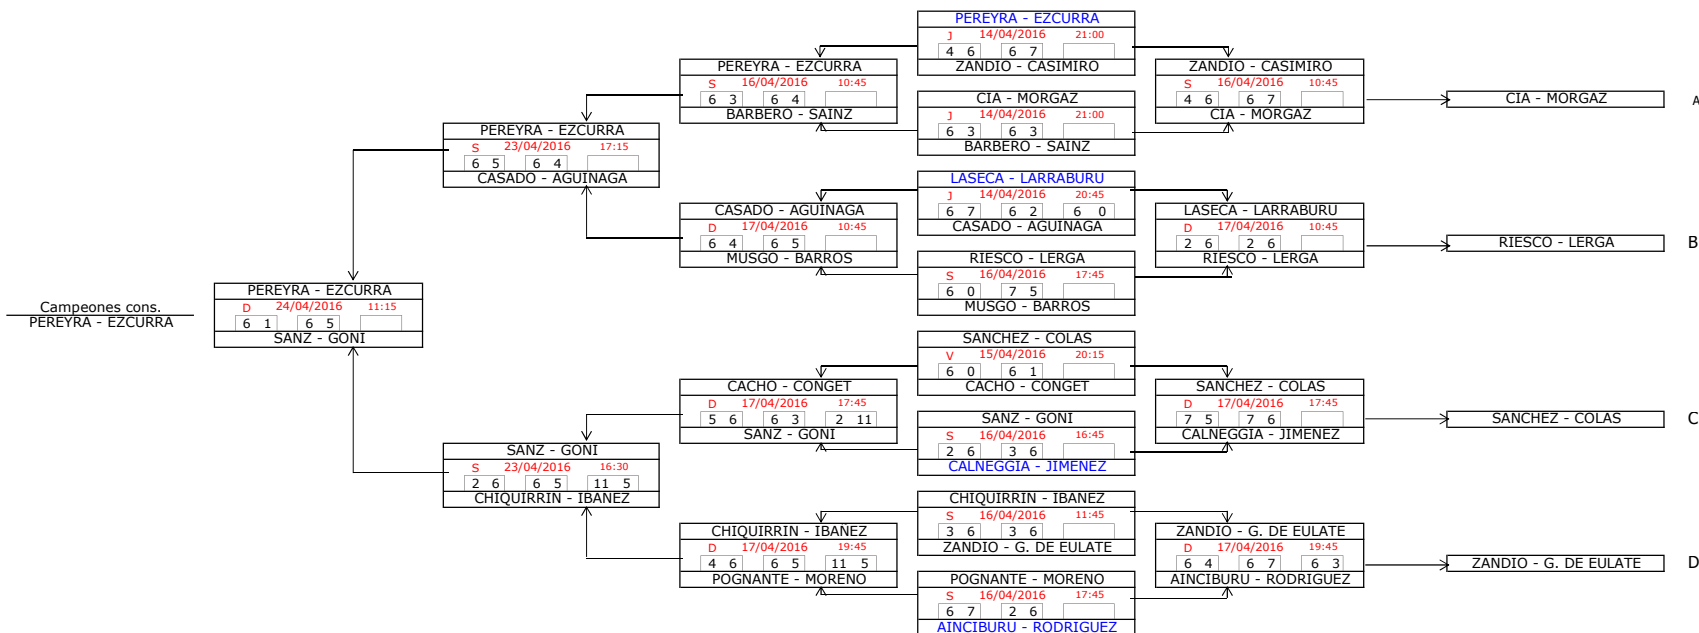 PEREYRA - EZCURRA
J 14/04/2016 21:00
4 6 6 7
ZANDIO - CASIMIRO
CIA - MORGAZ
J 14/04/2016 21:00
6 3 6 3
BARBERO - SAINZ
LASECA - LARRABURU
J 14/04/2016 20:45
6 7 6 2 6 0
CASADO - AGUINAGA
RIESCO - LERGA
S 16/04/2016 17:45
6 0 7 5
MUSGO - BARROS
SANCHEZ - COLAS
V 15/04/2016 20:15
6 0 6 1
CACHO - CONGET
SANZ - GOÑI
S 16/04/2016 16:45
2 6 3 6
CALNEGGIA - JIMENEZ
CHIQUIRRIN - IBAÑEZ
S 16/04/2016 11:45
3 6 3 6
ZANDIO - G. DE EULATE
POGNANTE - MORENO
S 16/04/2016 17:45
6 7 2 6
AINCIBURU - RODRIGUEZ
PEREYRA - EZCURRA
S 16/04/2016 10:45
6 3 6 4
BARBERO - SAINZ
CASADO - AGUINAGA
D 17/04/2016 10:45
6 4 6 5
MUSGO - BARROS
CACHO - CONGET
D 17/04/2016 17:45
5 6 6 3 2 11
SANZ - GOÑI
CHIQUIRRIN - IBAÑEZ
D 17/04/2016 19:45
4 6 6 5 11 5
POGNANTE - MORENO
PEREYRA - EZCURRA
S 23/04/2016 17:15
6 5 6 4
CASADO - AGUINAGA
SANZ - GOÑI
S 23/04/2016 16:30
2 6 6 5 11 5
CHIQUIRRIN - IBAÑEZ
PEREYRA - EZCURRA
D 24/04/2016 11:15
6 1 6 5
SANZ - GOÑI
Campeones cons.
PEREYRA - EZCURRA
ZANDIO - CASIMIRO
S 16/04/2016 10:45
4 6 6 7
CIA - MORGAZ
LASECA - LARRABURU
D 17/04/2016 10:45
2 6 2 6
RIESCO - LERGA
SANCHEZ - COLAS
D 17/04/2016 17:45
7 5 7 6
CALNEGGIA - JIMENEZ
ZANDIO - G. DE EULATE
D 17/04/2016 19:45
6 4 6 7 6 3
AINCIBURU - RODRIGUEZ
CIA - MORGAZ A
RIESCO - LERGA B
SANCHEZ - COLAS C
ZANDIO - G. DE EULATE D